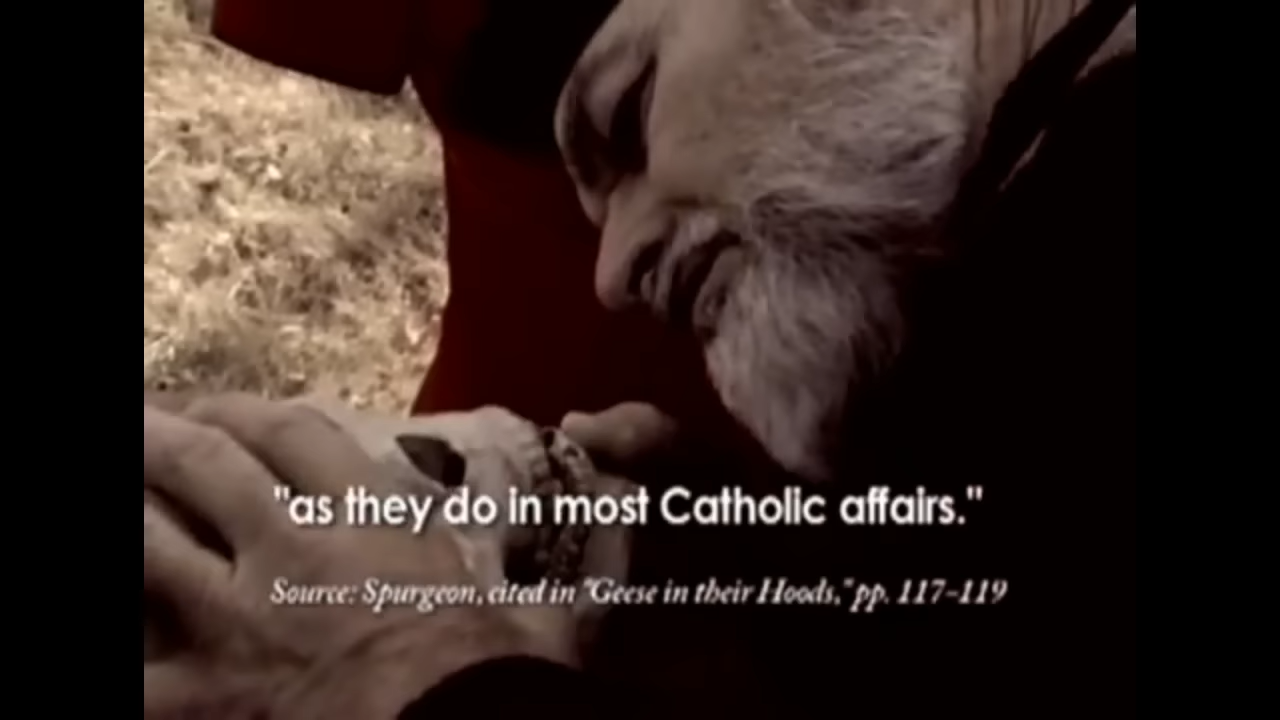 "as they do in most Catholic affairs."
Source: Spurgeon, cited in "Geese in their Hoods," pp. 117-119